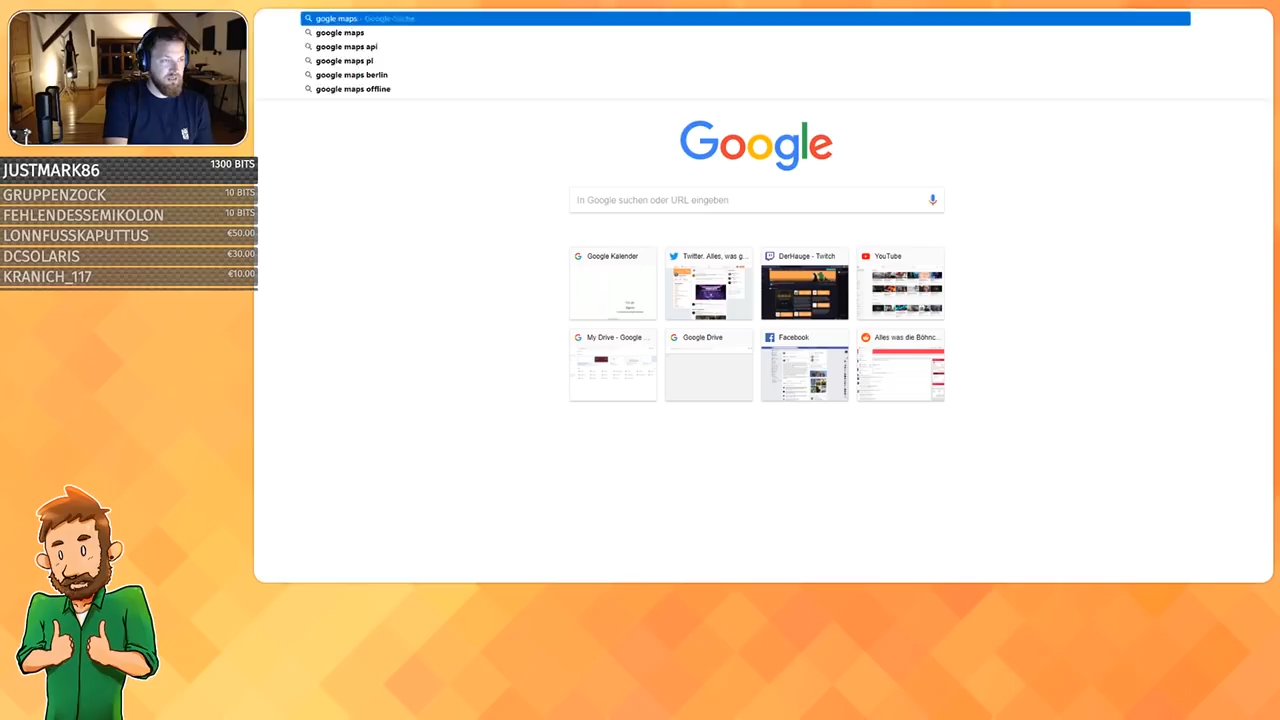 gogle maps - Google-Suche
google maps
google maps api
google maps pl
google maps berlin
google maps offline
JUSTMARK86 1300 BITS
GRUPPENZOCK 10 BITS
FEHLENDESSEMIKOLON 10 BITS
LONNFUSSKAPUTTUS €50.00
DCSOLARIS €30.00
KRANICH_117 €10.00
Google
In Google suchen oder URL eingeben
Google Kalender
Twitter. Alles, was g...
DerHauge - Twitch
YouTube
My Drive - Google ...
Google Drive
Facebook
Alles was die Böhnc...